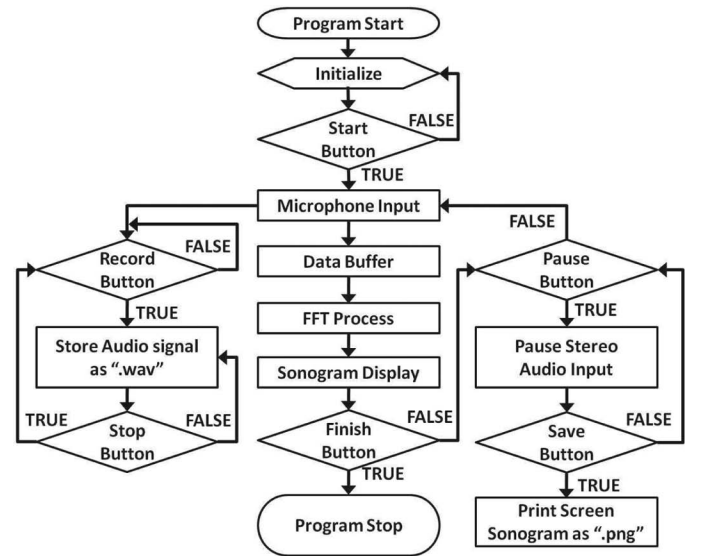 Program Start
Initialize
FALSE
Start
Button
TRUE
Microphone Input
FALSE
Record
Button
TRUE
Store Audio signal
as “.wav”
TRUE
FALSE
Stop
Button
Data Buffer
FFT Process
Sonogram Display
FALSE
Finish
Button
TRUE
Program Stop
FALSE
Pause
Button
TRUE
Pause Stereo
Audio Input
FALSE
Save
Button
TRUE
Print Screen
Sonogram as “.png”